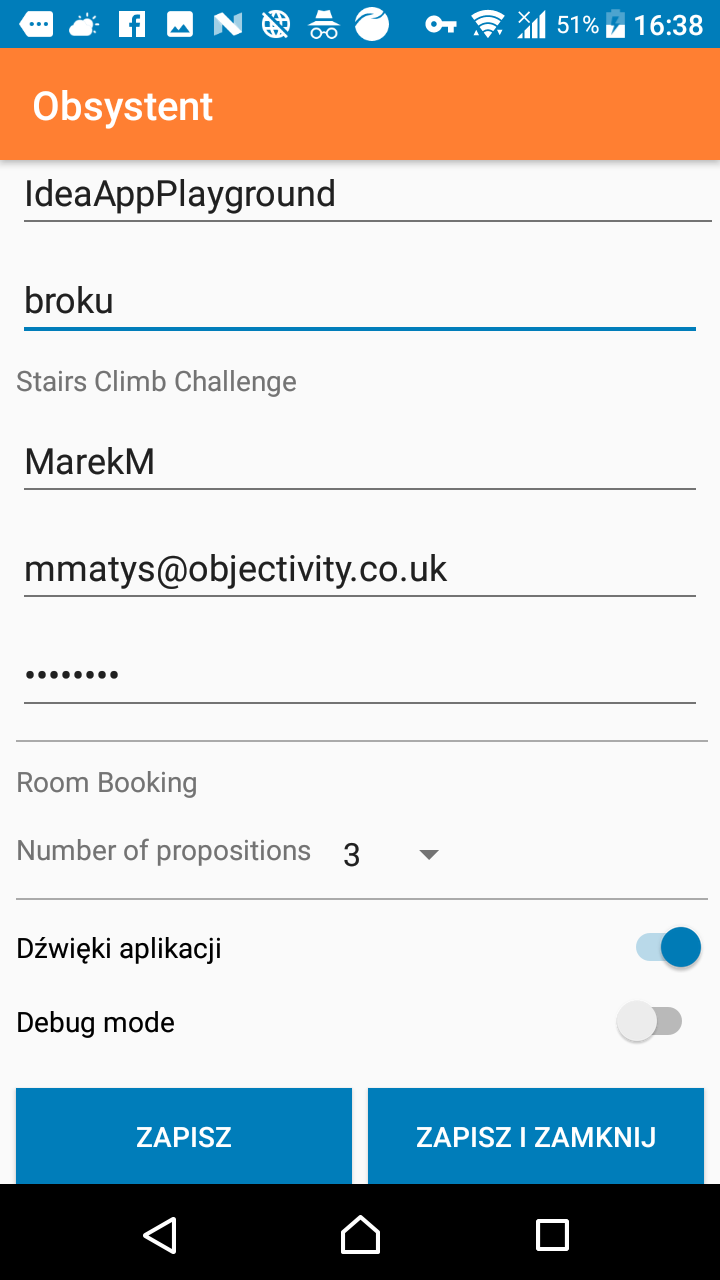 51% 16:38
Obsystent
IdeaAppPlayground
broku
Stairs Climb Challenge
MarekM
mmatys@objectivity.co.uk
••••••••
Room Booking
Number of propositions 3
Dźwięki aplikacji
Debug mode
ZAPISZ ZAPISZ I ZAMKNIJ